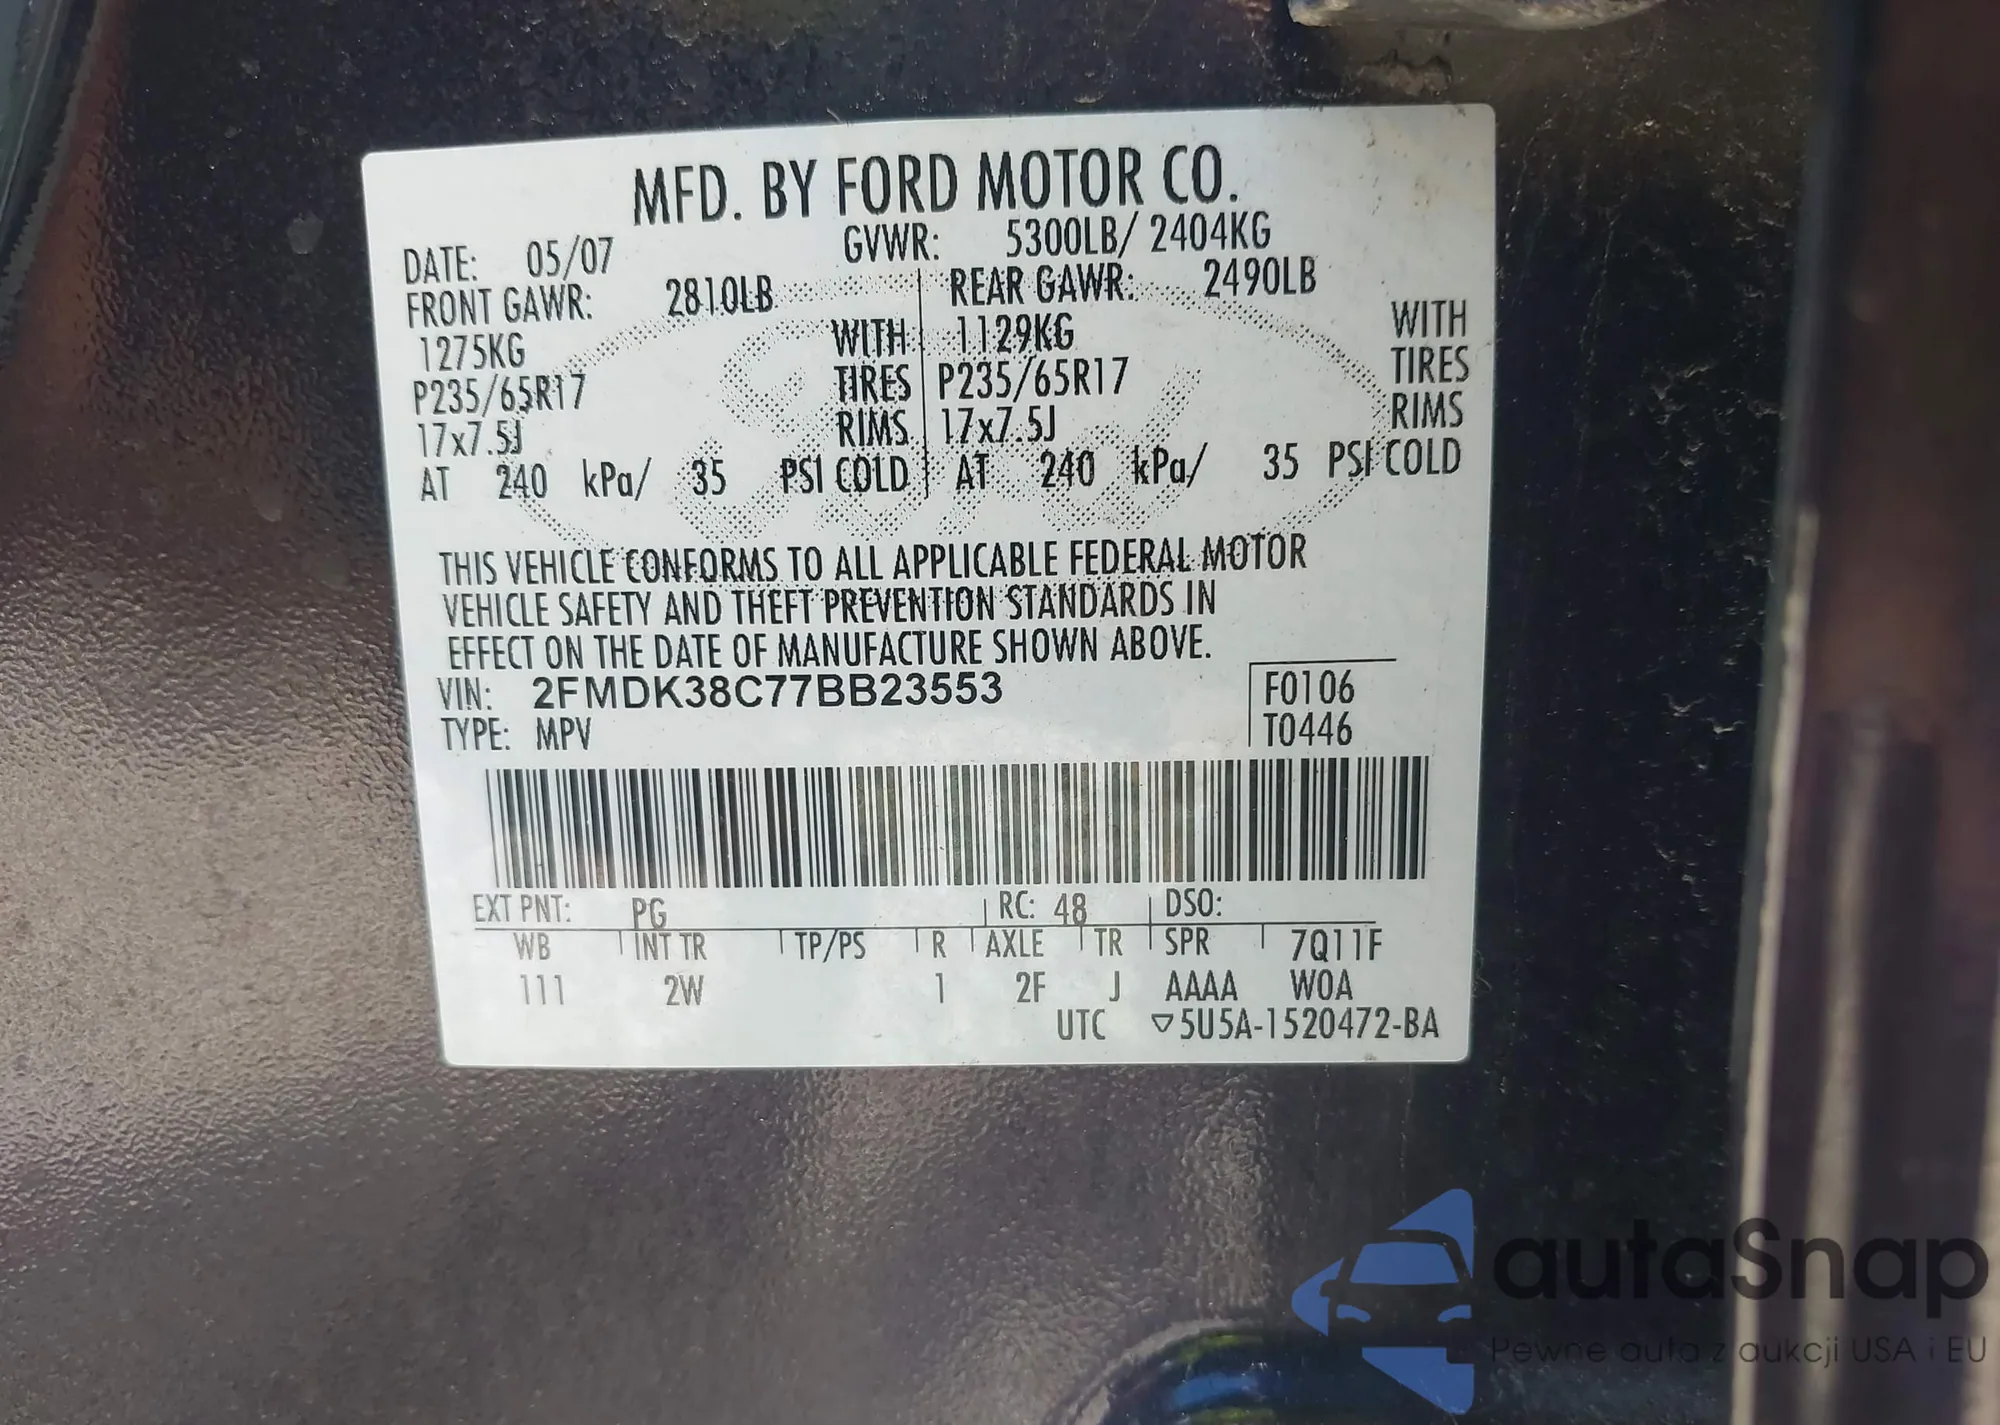 MFD. BY FORD MOTOR CO.
DATE: 05/07 GVWR: 5300LB/ 2404KG
FRONT GAWR: 2810LB REAR GAWR: 2490LB
1275KG WITH 1129KG WITH
P235/65R17 TIRES P235/65R17 TIRES
17x7.5J RIMS 17x7.5J RIMS
AT 240 kPa/ 35 PSI COLD AT 240 kPa/ 35 PSI COLD
THIS VEHICLE CONFORMS TO ALL APPLICABLE FEDERAL MOTOR
VEHICLE SAFETY AND THEFT PREVENTION STANDARDS IN
EFFECT ON THE DATE OF MANUFACTURE SHOWN ABOVE.
VIN: 2FMDK38C77BB23553 F0106
TYPE: MPV T0446
EXT PNT: PG RC: 48 DSO:
WB INT TR TP/PS R AXLE TR SPR 7Q11F
111 2W 1 2F J AAAA WOA
UTC ▽5U5A-1520472-BA
autaSnap
Pewne auta z aukcji USA i EU